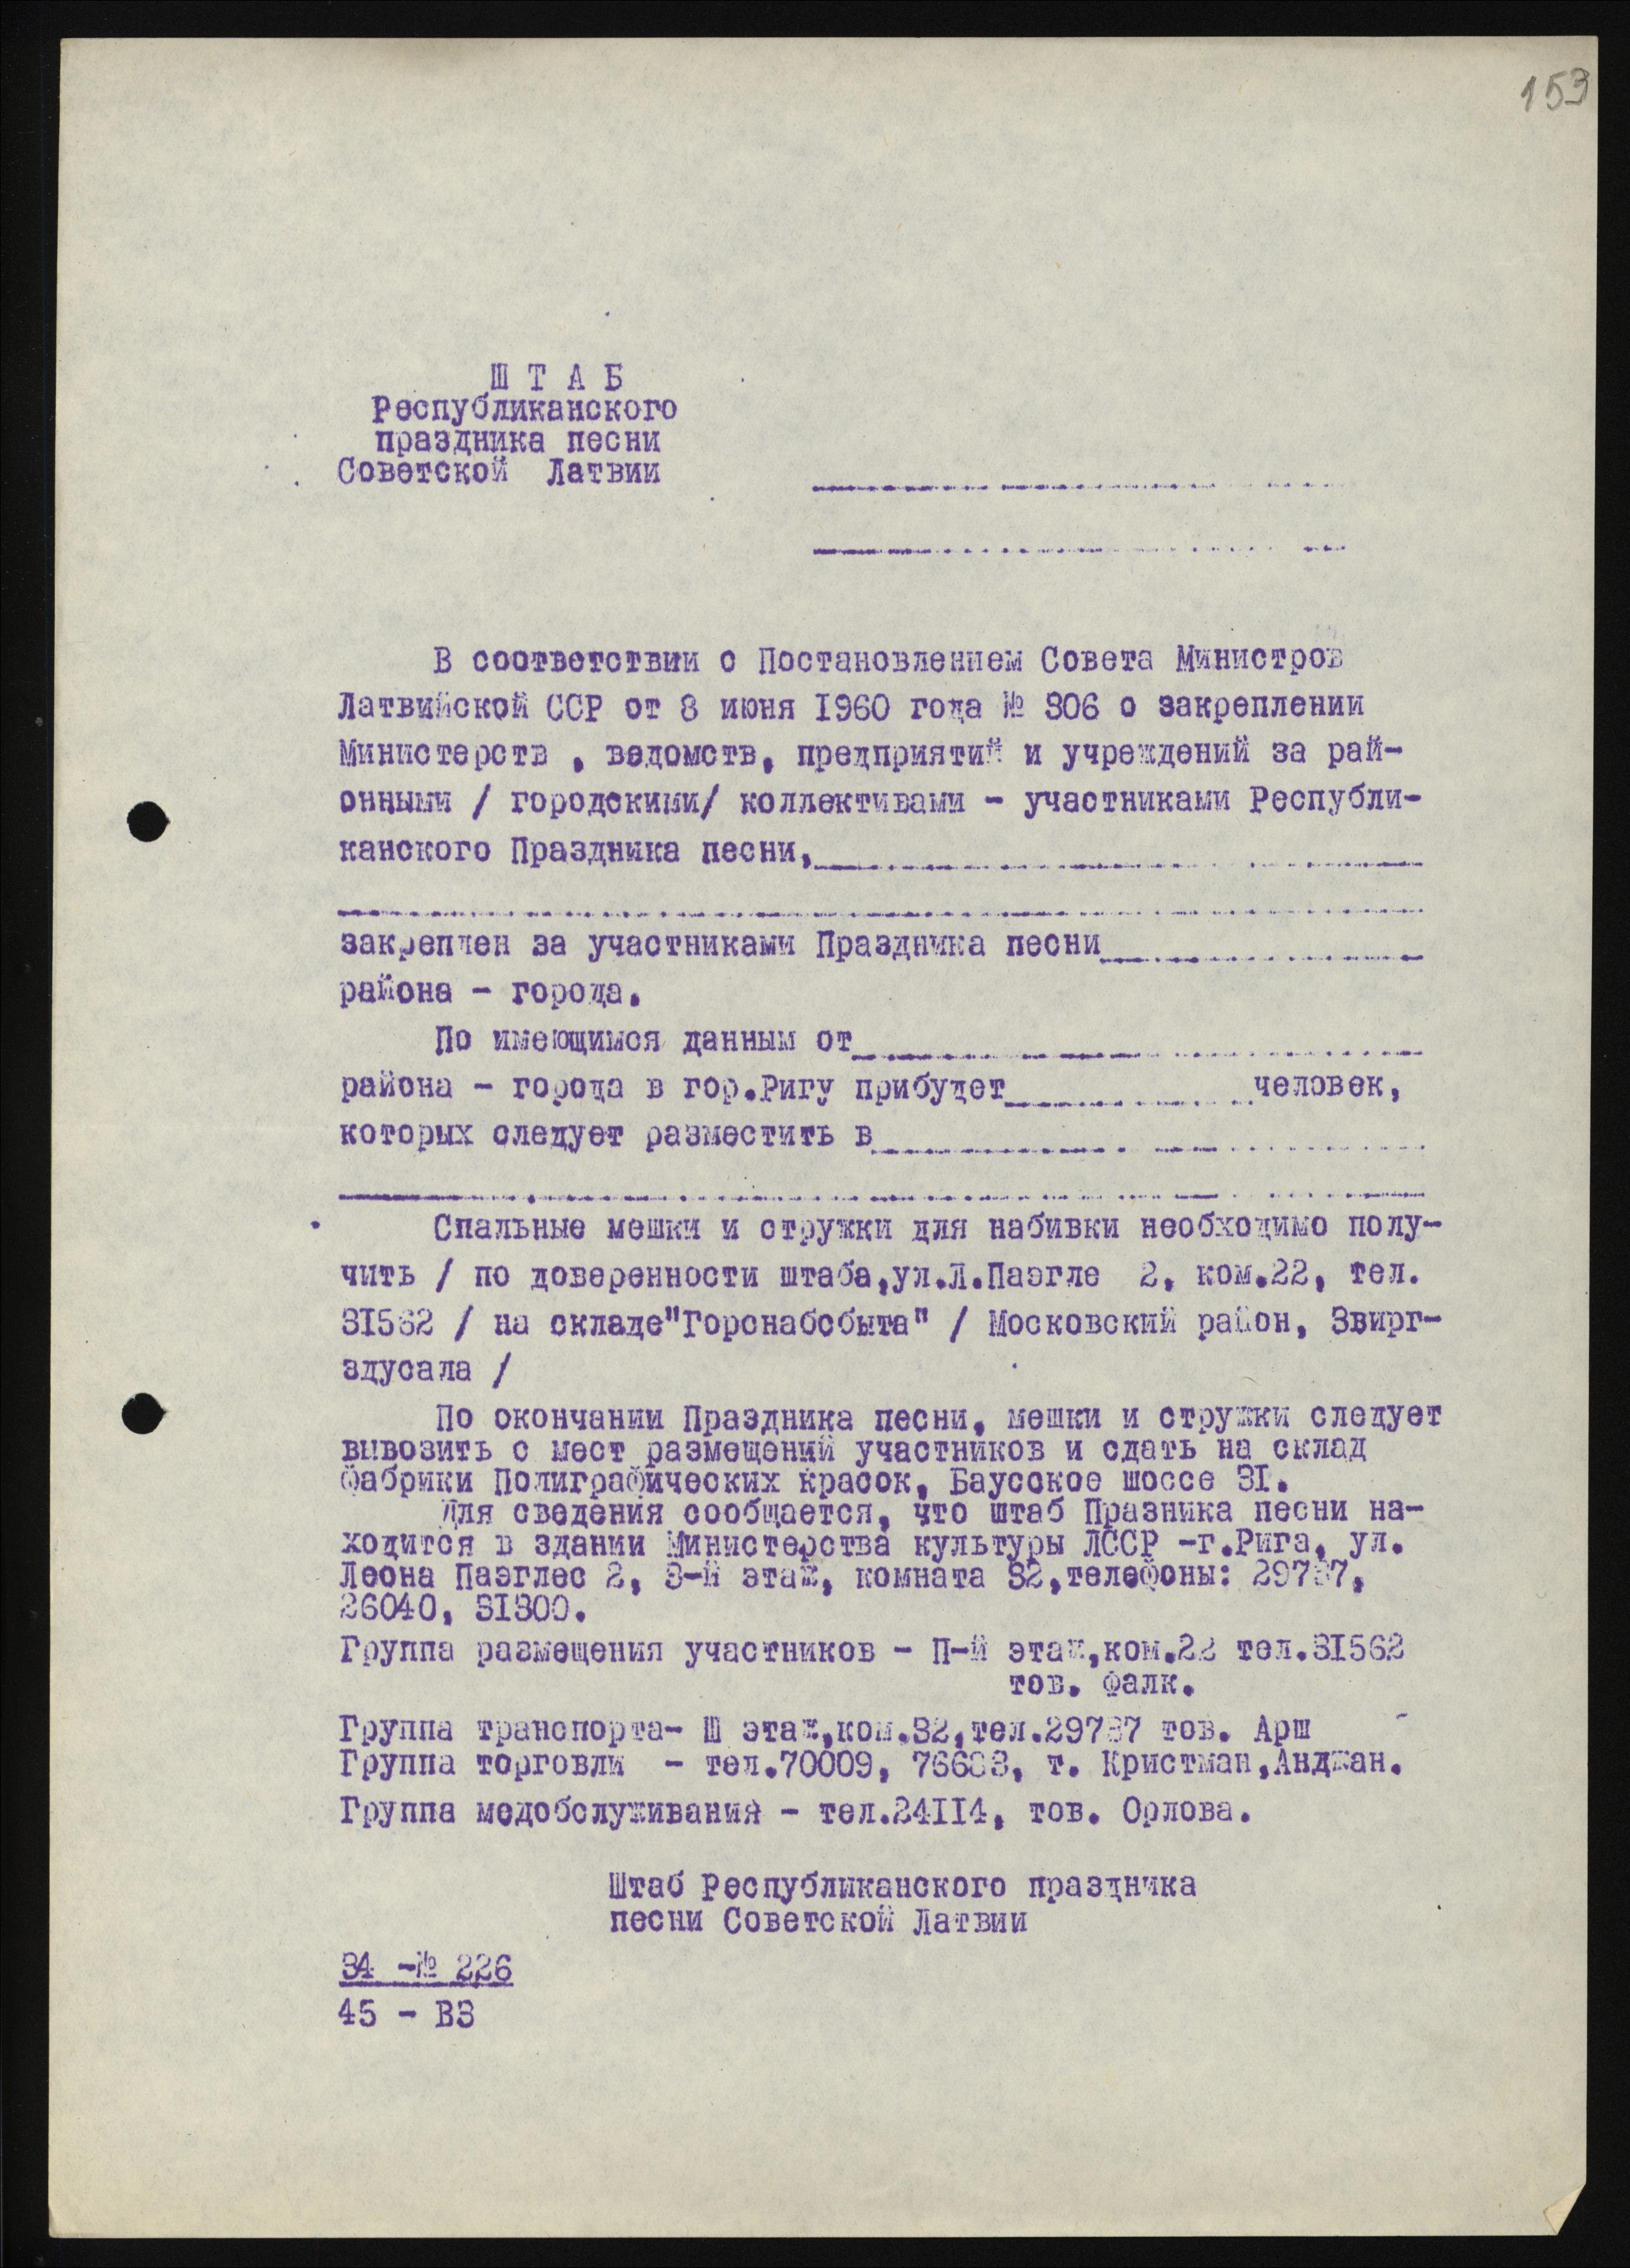 153
Ш Т А Б
Республиканского
праздника песни
Советской Латвии
В соответствии с Постановлением Совета Министров
Латвийской ССР от 8 июня 1960 года № 306 о закреплении
Министерств , ведомств, предприятий и учреждений за рай-
онными / городскими/ коллективами - участниками Республи-
канского Праздника песни,
закреплен за участниками Праздника песни
района - города.
По имеющимся данным от
района - города в гор.Ригу прибудет человек,
которых следует разместить в
Спальные мешки и стружки для набивки необходимо полу-
чить / по доверенности штаба,ул.Л.Паэгле 2, ком.22, тел.
31562 / на складе"Горснабсбыта" / Московский район, Звирг-
здусала /
По окончании Праздника песни, мешки и стружки следует
вывозить с мест размещений участников и сдать на склад
фабрики Полиграфических красок, Баусское шоссе 31.
Для сведения сообщается, что штаб Празника песни на-
ходится в здании Министерства культуры ЛССР -г.Рига, ул.
Леона Паэглес 2, 3-й этаж, комната 32,телефоны: 29737,
26040, 31300.
Группа размещения участников - П-й этаж,ком.22 тел.31562
тов. Фалк.
Группа транспорта- Ш этаж,ком.32,тел.29737 тов. Арш
Группа торговли - тел.70009, т. Кристман,Анджан.
Группа медобслуживания - тел.24114, тов. Орлова.
Штаб Республиканского праздника
песни Советской Латвии
34 -№ 226
45 - ВЗ